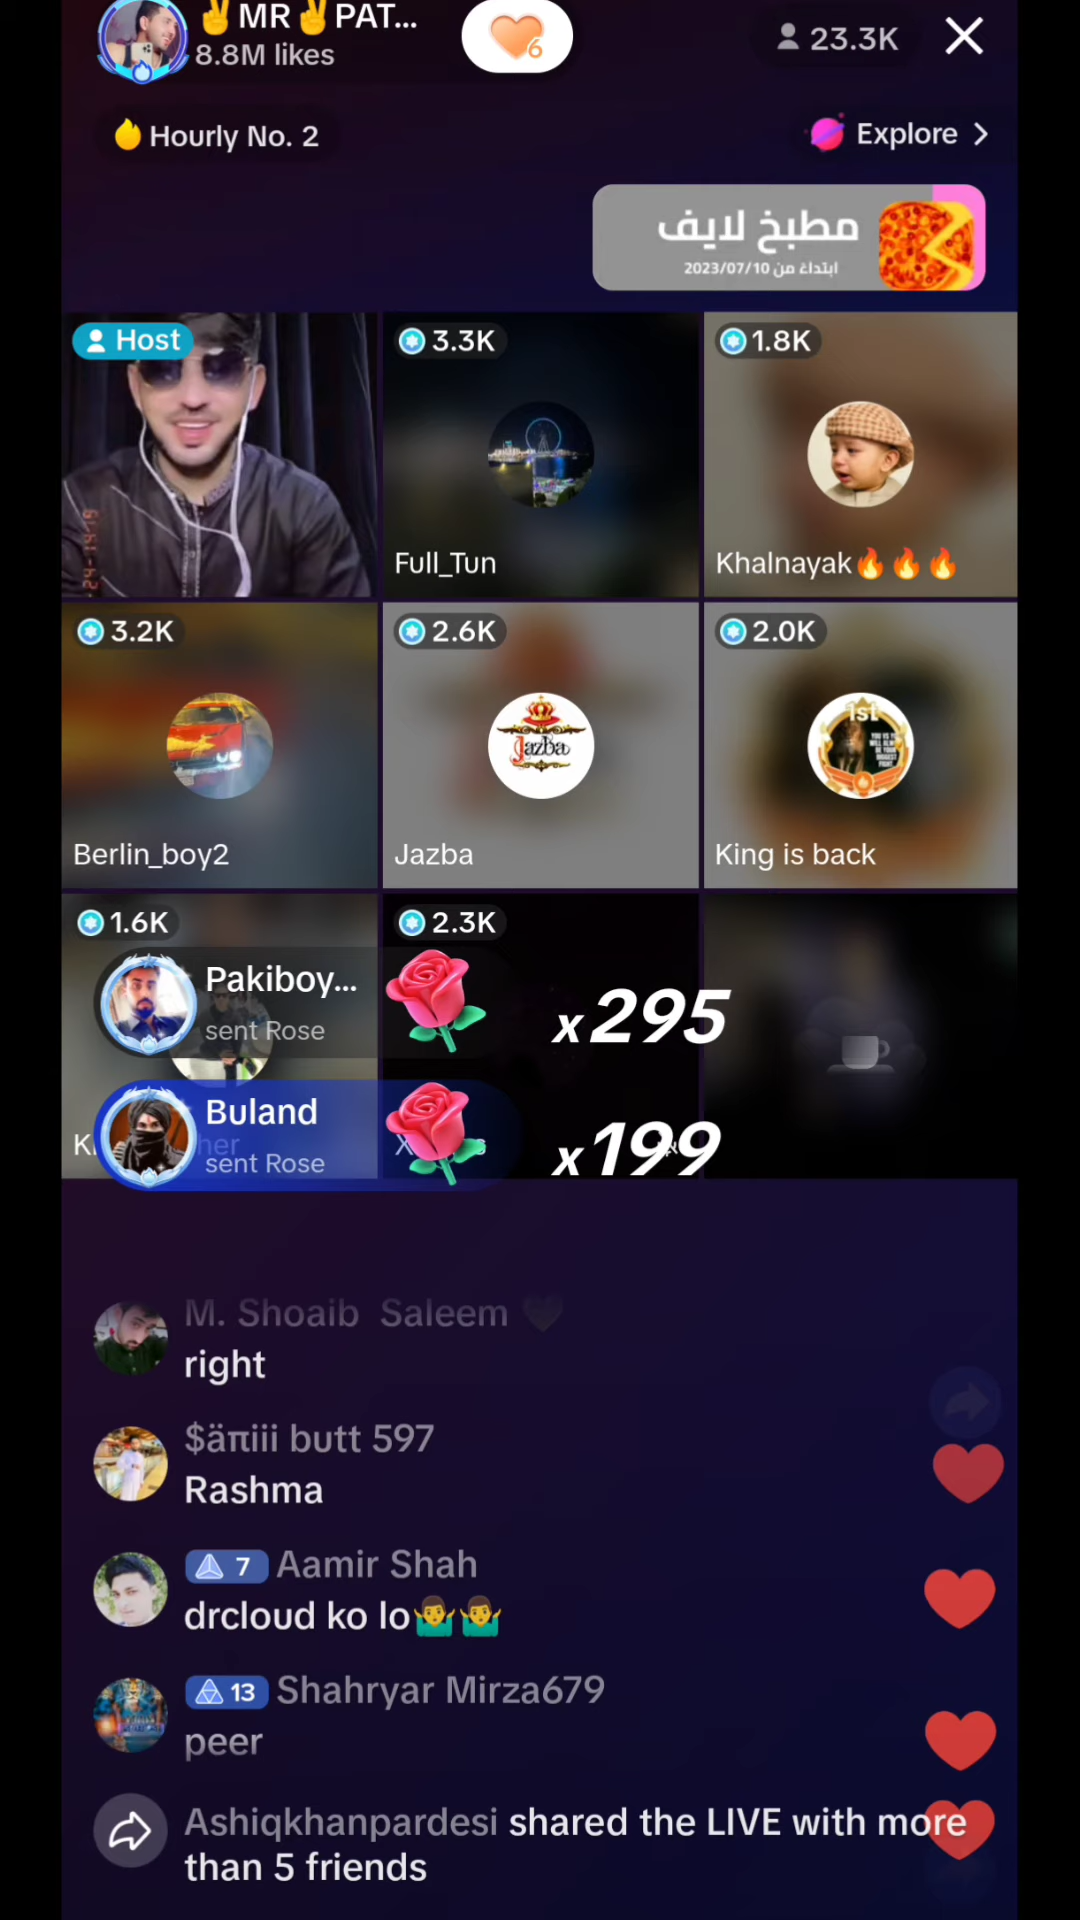 ✌️MR✌️PAT...
8.8M likes
6
23.3K
Hourly No. 2
Explore
مطبخ لايف
ابتداءً من 2023/07/10
Host
3.3K
1.8K
Full_Tun
Khalnayak🔥🔥🔥
3.2K
2.6K
2.0K
Jazba
1st
Berlin_boy2
Jazba
King is back
1.6K
2.3K
Pakiboy...
sent Rose
x295
Buland
sent Rose
x199
M. Shoaib Saleem 🖤
right
$äπiii butt 597
Rashma
7 Aamir Shah
drcloud ko lo🤷‍♂️🤷‍♂️
13 Shahryar Mirza679
peer
Ashiqkhanpardesi shared the LIVE with more
than 5 friends